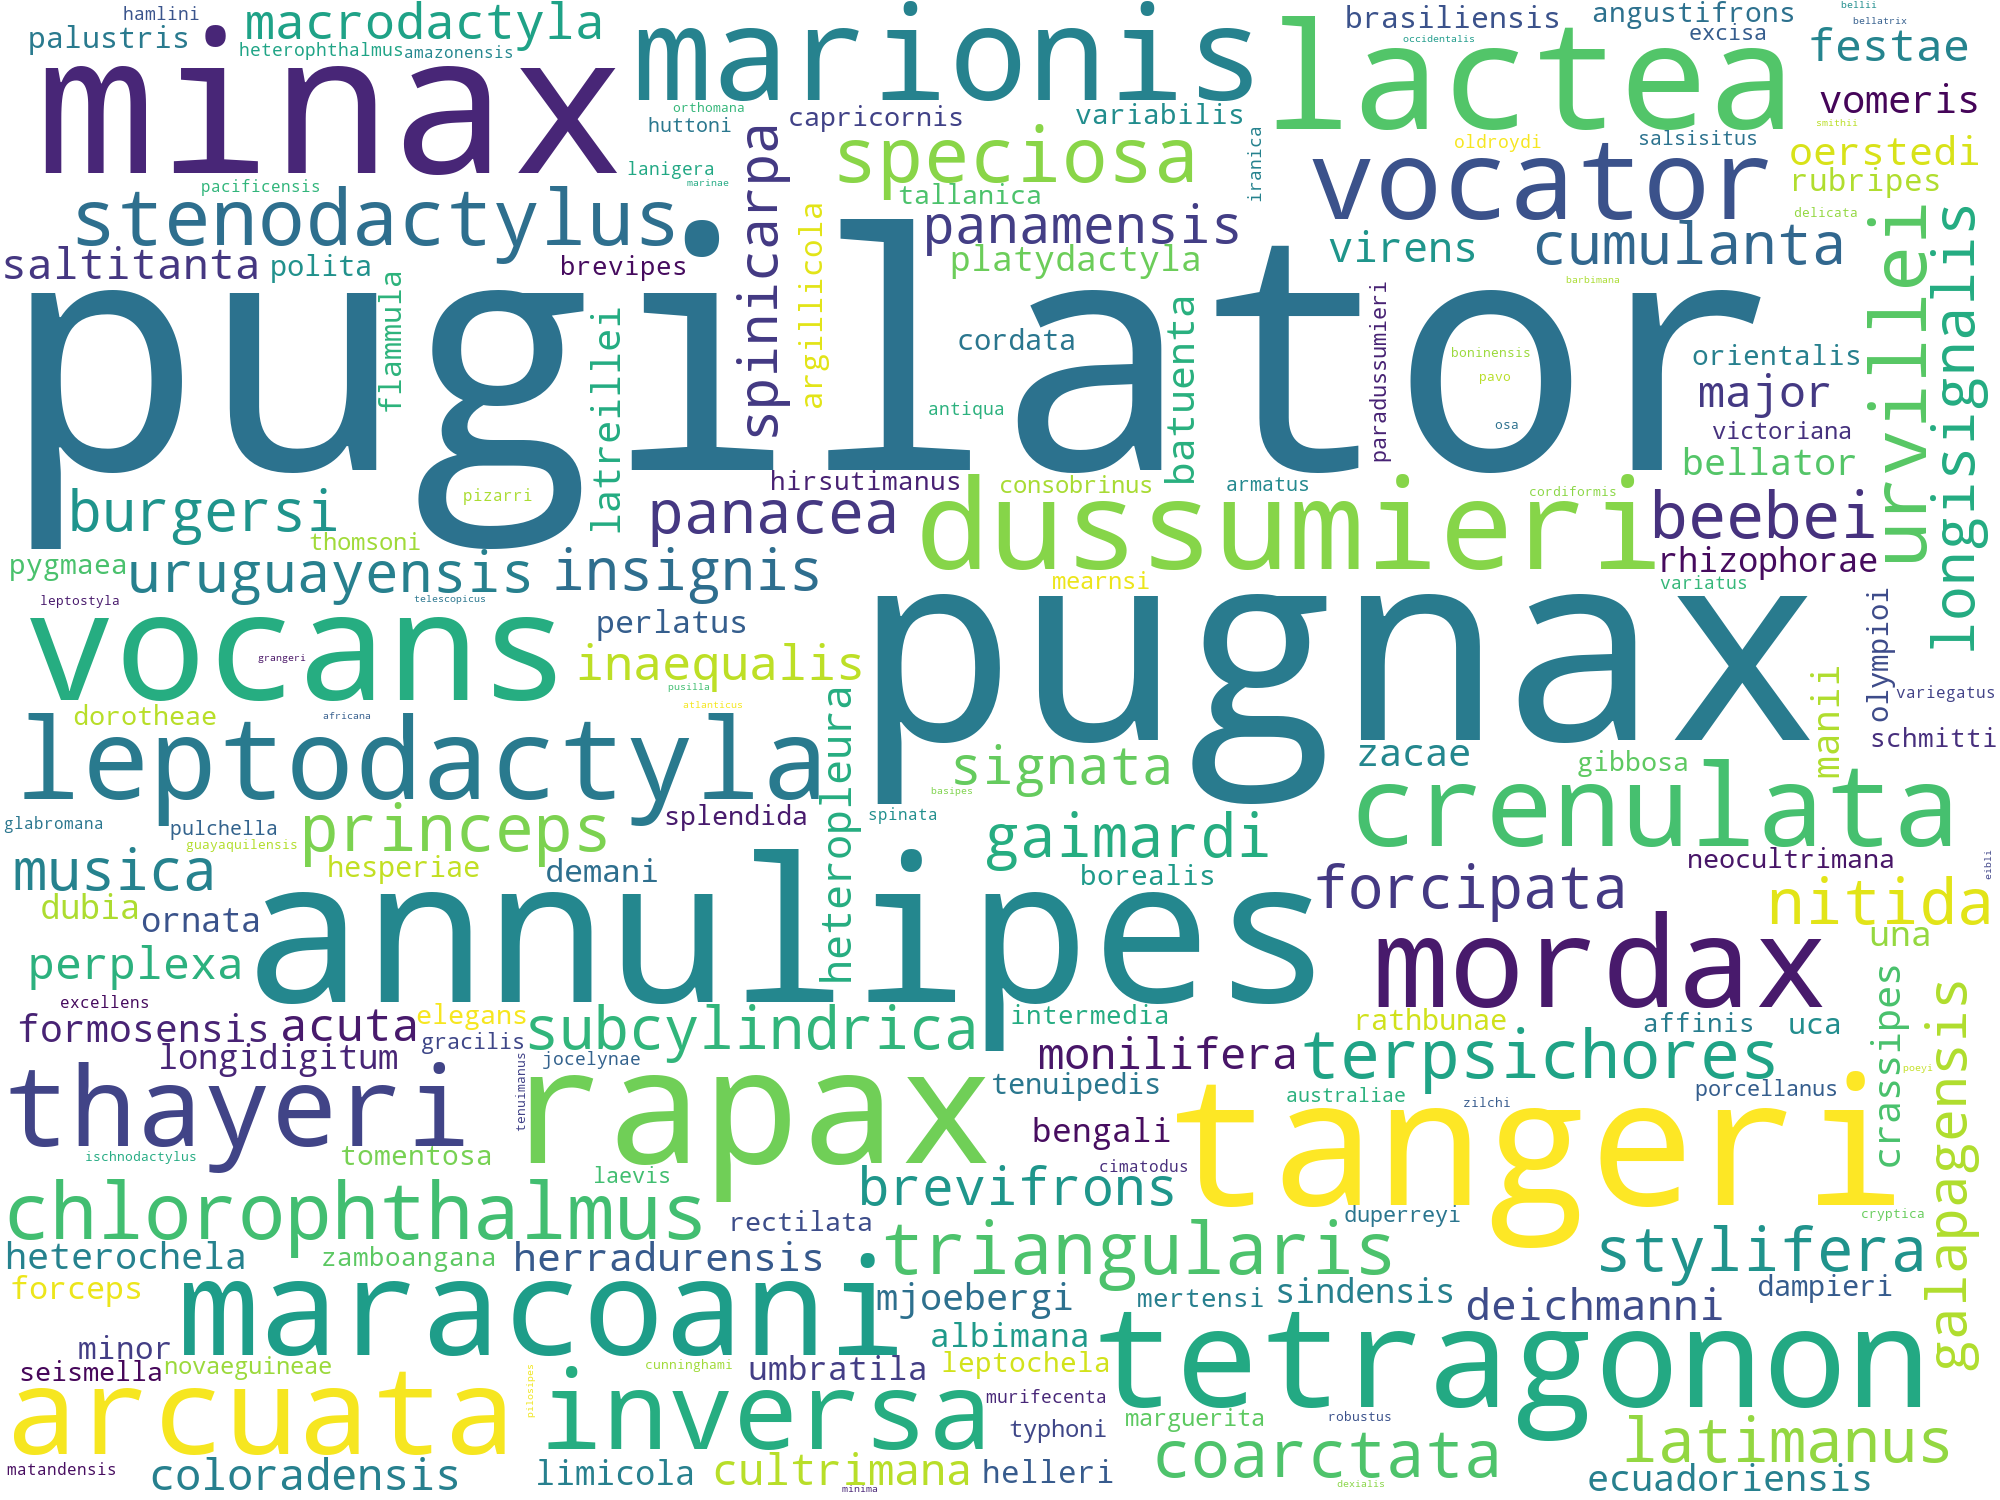 hamlini
palustris
macrodactyla
heterophthalmus
amazonensis
minax
marionis
brasiliensis
angustifrons
bellii
bellatrix
occidentalis
excisa
festae
lactea
orthomana
huttoni
capricornis
variabilis
vomeris
smithii
oldroydi
salsisitus
oerstedi
rubripes
delicata
lanigera
marinae
speciosa
tallanica
iranica
vocator
pacificensis
stenodactylus
spinicarpa
argillicola
panamensis
platydactyla
virens
cumulanta
barbimana
urvillei
longisignalis
saltitanta
polita
brevipes
pugilator
flammula
latreillei
cordata
antiqua
batuenta
paradussumieri
boninensis
pavo
osa
orientalis
major
victoriana
bellator
hirsutimanus
consobrinus
armatus
cordiformis
burgersi
pizarri
panacea
dussumieri
beebei
rhizophorae
variatus
thomsoni
pygmaea
uruguayensis
insignis
mearnsi
leptostyla
telescopicus
perlatus
vocans
grangeri
inaequalis
pusilla
pugnax
olympioi
manii
variegatus
schmitti
dorotheae
africana
atlanticus
leptodactyla
heteropleura
signata
zacae
gibbosa
basipes
spinata
crenulata
glabromana
pulchella
guayaquilensis
princeps
splendida
gaimardi
musica
hesperiae
demani
borealis
neocultrimana
eibli
forcipata
nitida
dubia
ornata
annulipes
mordax
una
perplexa
excellens
formosensis
acuta
elegans
gracilis
subcylindrica
intermedia
rathbunae
affinis
uca
crassipes
galapagensis
longidigitum
tenuimanus
jocelynae
monilifera
terpsichores
poeyi
thayeri
rapax
tenuipedis
australiae
zilchi
porcellanus
tangeri
ischnodactylus
tomentosa
laevis
bengali
cimatodus
chlorophthalmus
brevifrons
rectilata
duperreyi
cryptica
heterochela
zamboangana
herradurensis
triangularis
stylifera
forceps
maracoani
mjoebergi
mertensi
sindensis
deichmanni
dampieri
minor
albimana
tetragonon
seismella
novaeguineae
cunninghami
umbratila
leptochela
arcuata
pilosipes
inversa
murifecenta
typhoni
marguerita
robustus
latimanus
matandensis
coloradensis
limicola
cultrimana
minima
helleri
coarctata
dexialis
ecuadoriensis